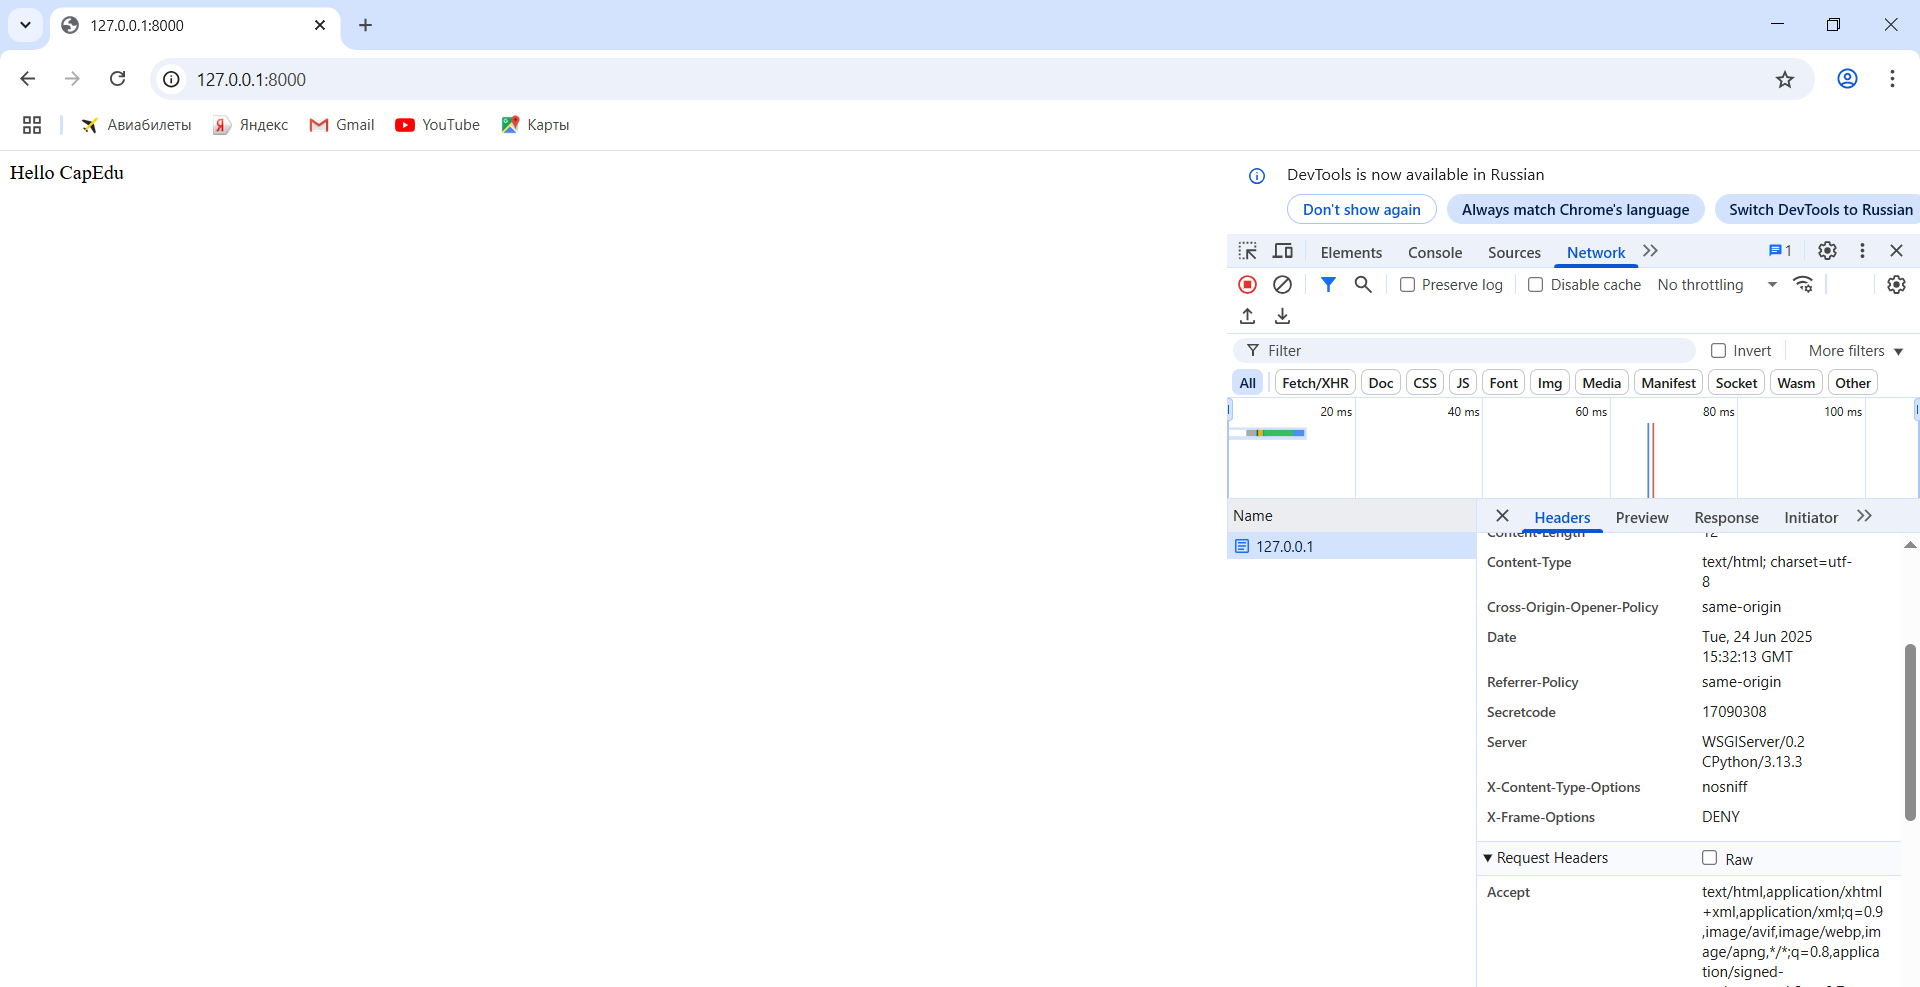 127.0.0.1:8000
127.0.0.1:8000
Авиабилеты Яндекс Gmail YouTube Карты
Hello CapEdu
DevTools is now available in Russian
Don't show again Always match Chrome's language Switch DevTools to Russian
Elements Console Sources Network 1
Preserve log Disable cache No throttling
Filter Invert More filters
All Fetch/XHR Doc CSS JS Font Img Media Manifest Socket Wasm Other
20 ms 40 ms 60 ms 80 ms 100 ms
Name
127.0.0.1
Headers Preview Response Initiator
Content-Length 12
Content-Type text/html; charset=utf-
8
Cross-Origin-Opener-Policy same-origin
Date Tue, 24 Jun 2025
15:32:13 GMT
Referrer-Policy same-origin
Secretcode 17090308
Server WSGIServer/0.2
CPython/3.13.3
X-Content-Type-Options nosniff
X-Frame-Options DENY
Request Headers Raw
Accept text/html,application/xhtml
+xml,application/xml;q=0.9
,image/avif,image/webp,im
age/apng,*/*;q=0.8,applica
tion/signed-